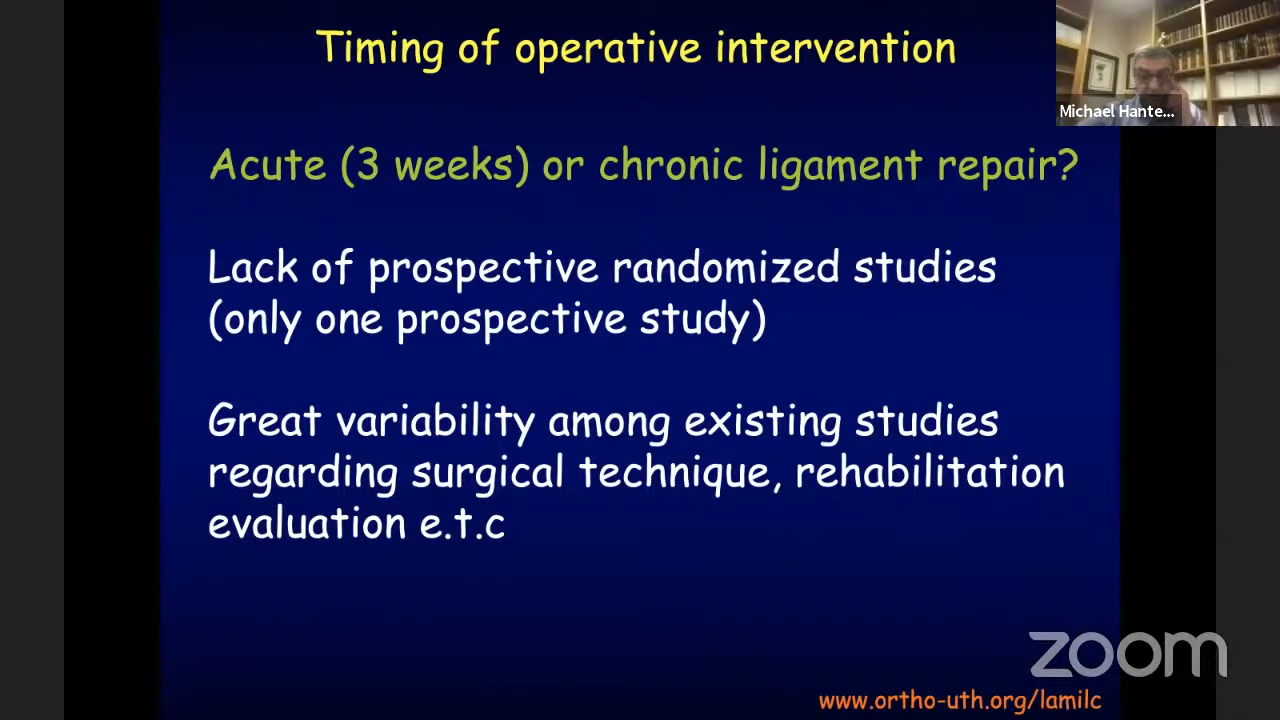 Timing of operative intervention
Michael Hante...
Acute (3 weeks) or chronic ligament repair?
Lack of prospective randomized studies
(only one prospective study)
Great variability among existing studies
regarding surgical technique, rehabilitation
evaluation e.t.c
zoom
www.ortho-uth.org/lamilc